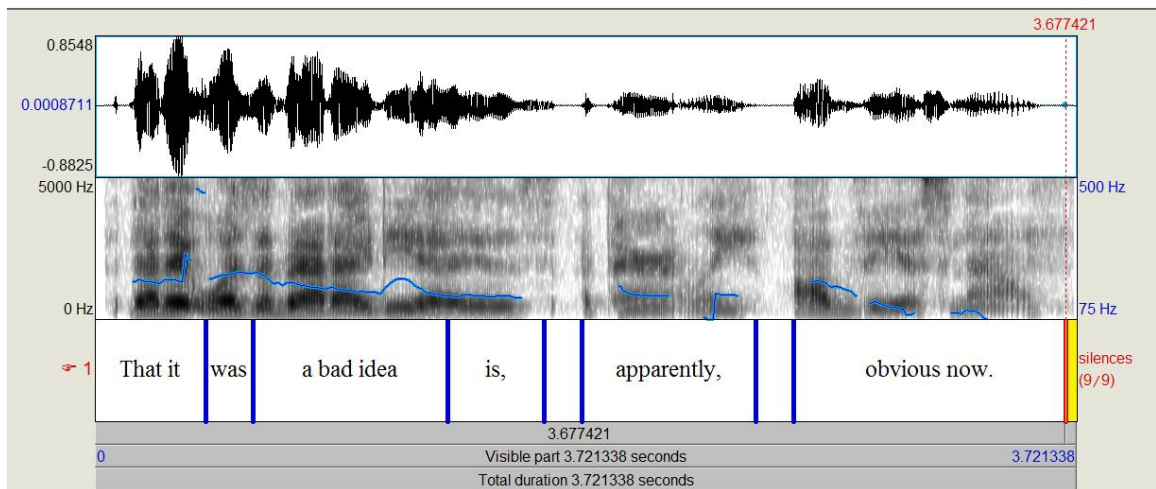 3.677421
0.8548
0.0008711
-0.8825
5000 Hz 500 Hz
0 Hz 75 Hz
☞ 1 That it was a bad idea is, apparently, obvious now. silences
(9/9)
3.677421
0 Visible part 3.721338 seconds 3.721338
Total duration 3.721338 seconds